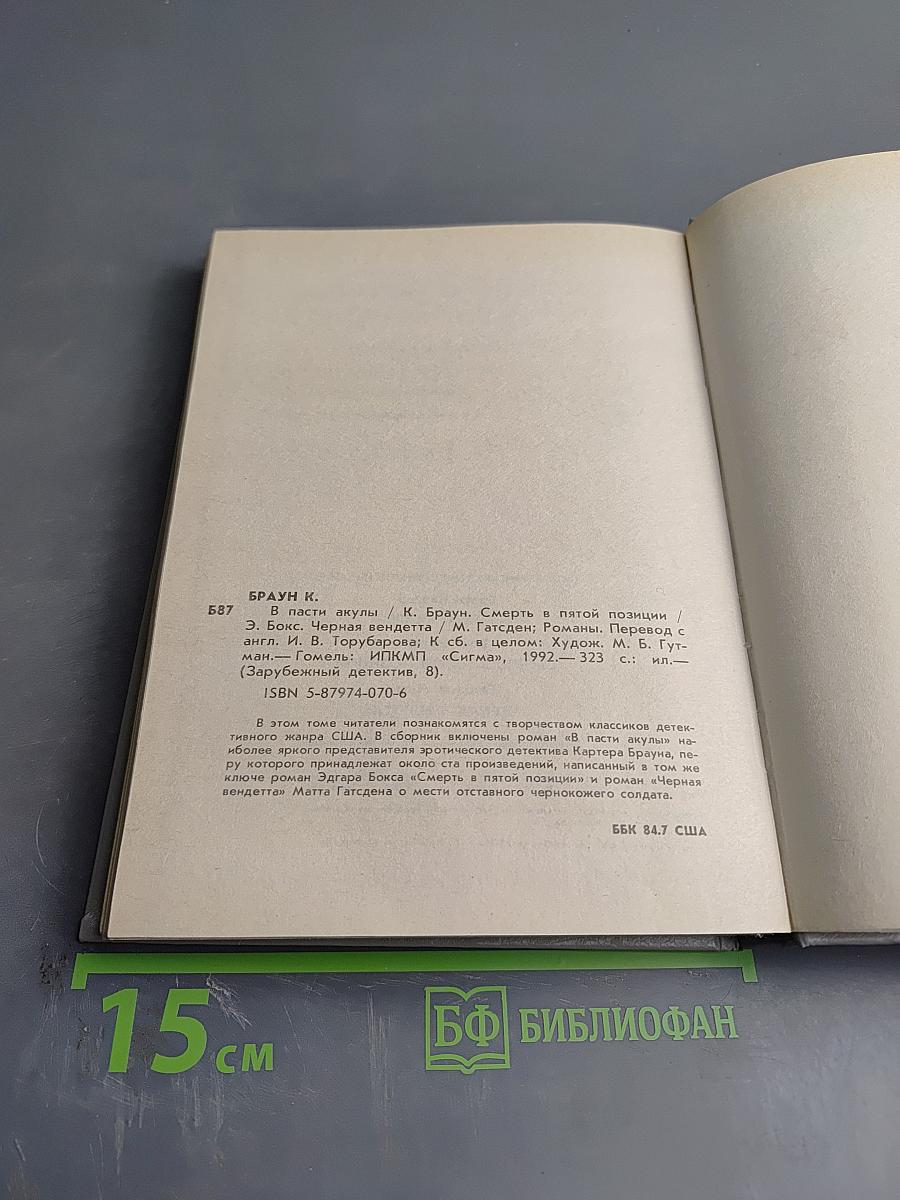 БРАУН К.
Б87 В пасти акулы / К. Браун. Смерть в пятой позиции /
Э. Бокс. Черная вендетта / М. Гатсден; Романы. Перевод с
англ. И. В. Торубарова; К сб. в целом: Худож. М. Б. Гут-
ман.— Гомель: ИПКМП «Сигма», 1992.— 323 с.: ил.—
(Зарубежный детектив, 8).
ISBN 5-87974-070-6
В этом томе читатели познакомятся с творчеством классиков детек-
тивного жанра США. В сборник включены роман «В пасти акулы» на-
иболее яркого представителя эротического детектива Картера Брауна, пе-
ру которого принадлежат около ста произведений, написанный в том же
ключе роман Эдгара Бокса «Смерть в пятой позиции» и роман «Черная
вендетта» Матта Гатсдена о мести отставного чернокожего солдата.
ББК 84.7 США
15 см
БФ БИБЛИОФАН